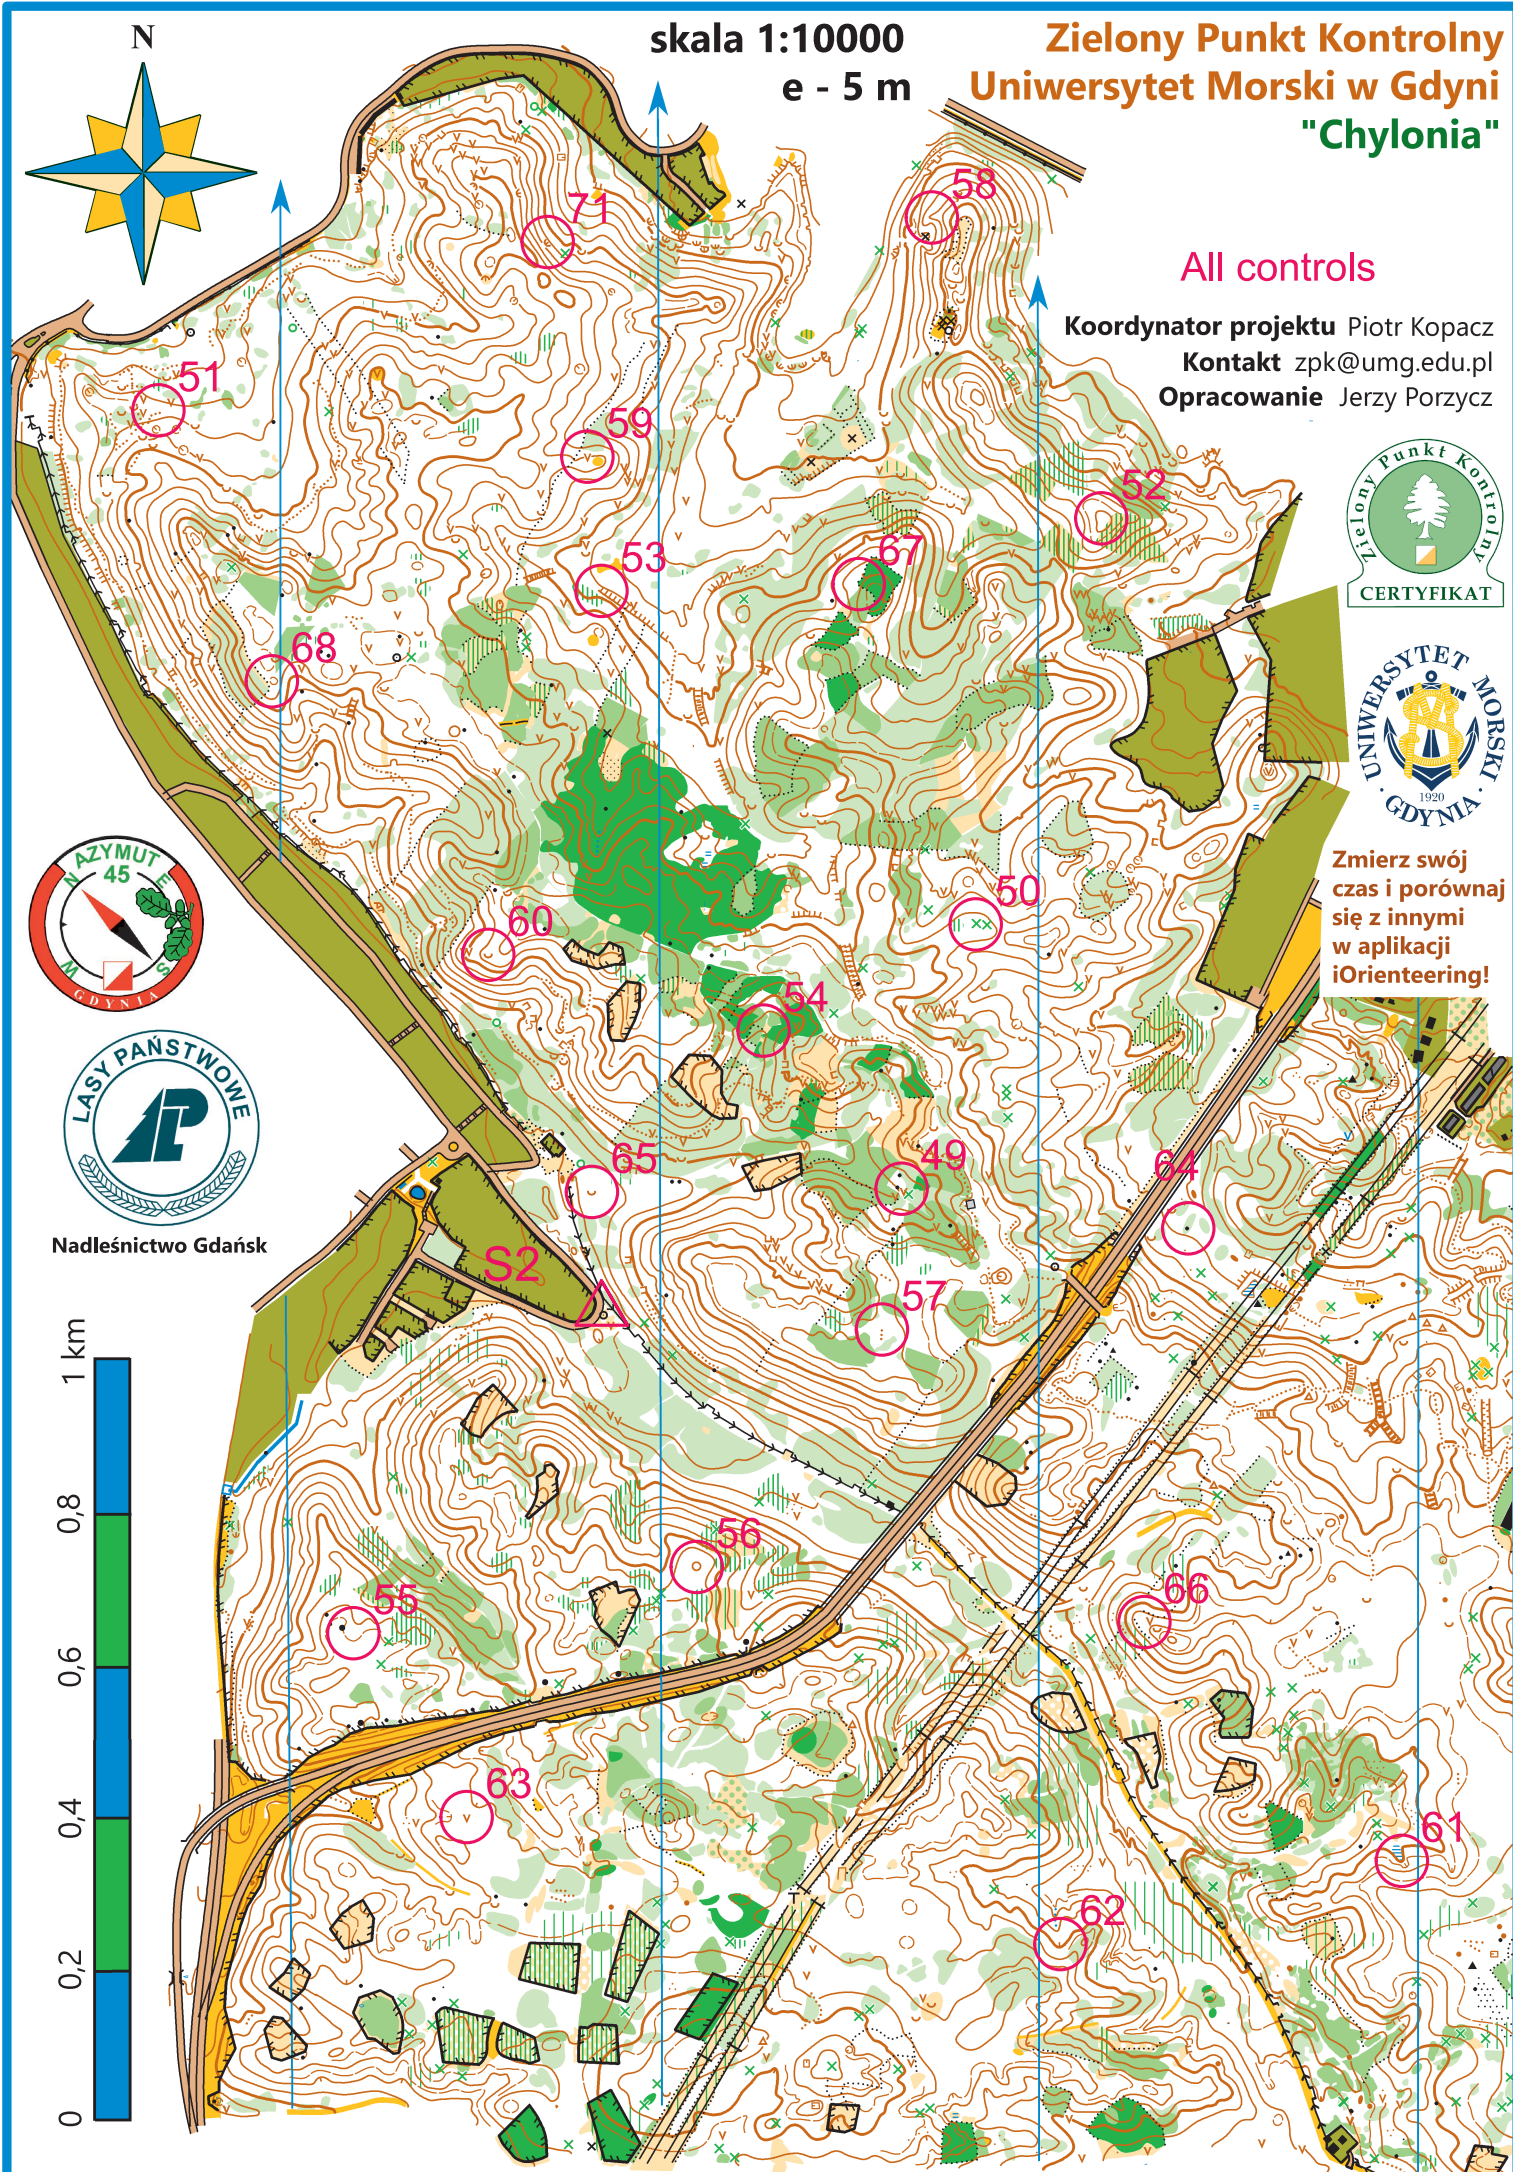 N
skala 1:10000
e - 5 m
Zielony Punkt Kontrolny
Uniwersytet Morski w Gdyni
"Chylonia"
All controls
Koordynator projektu Piotr Kopacz
Kontakt zpk@umg.edu.pl
Opracowanie Jerzy Porzycz
Zielony Punkt Kontrolny
CERTYFIKAT
UNIWERSYTET MORSKI
1920
· GDYNIA ·
Zmierz swój
czas i porównaj
się z innymi
w aplikacji
iOrienteering!
AZYMUT
45
N
E
W
S
GDYNIA
LASY PAŃSTWOWE
LP
Nadleśnictwo Gdańsk
71
58
51
59
52
53
67
68
50
60
54
65
49
64
S2
57
56
55
66
63
61
62
1 km
0,8
0,6
0,4
0,2
0